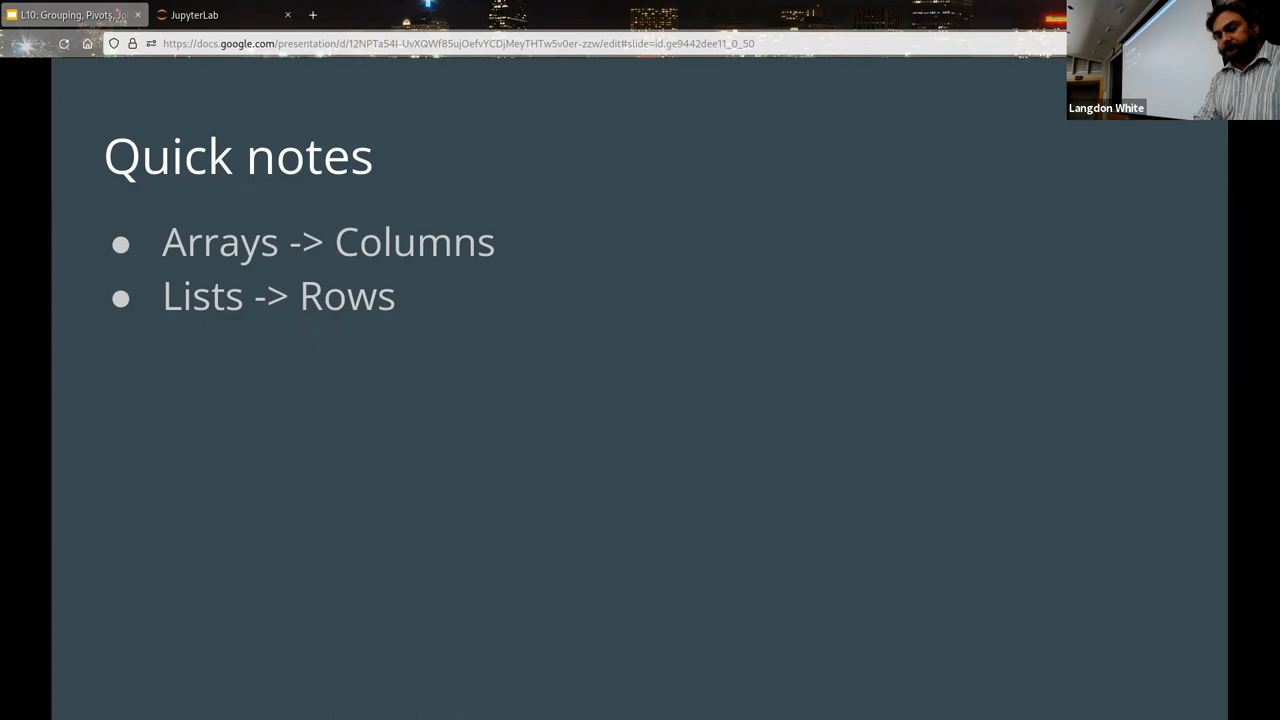 L10: Grouping, Pivots, Joi
JupyterLab
https://docs.google.com/presentation/d/12NPTa54I-UvXQWf85ujOefvYCDjMeyTHTw5v0er-zzw/edit#slide=id.ge9442dee11_0_50
Langdon White
Quick notes
● Arrays -> Columns
● Lists -> Rows